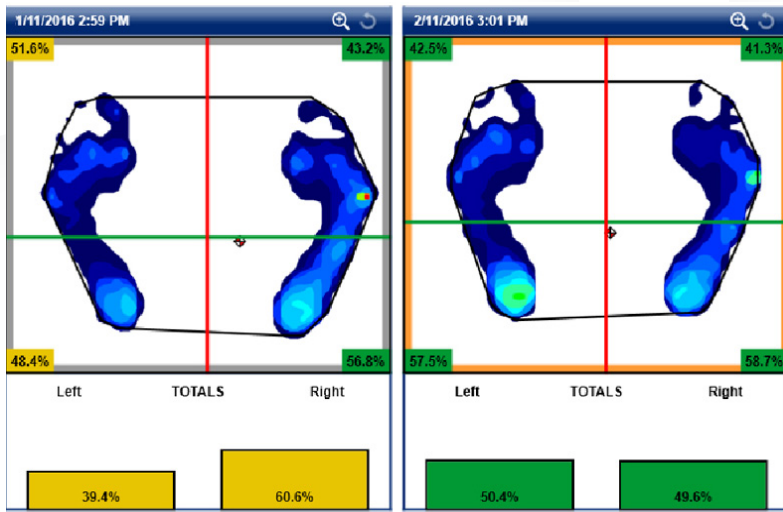 1/11/2016 2:59 PM
51.6% 43.2%
48.4% 56.8%
Left TOTALS Right
39.4% 60.6%
2/11/2016 3:01 PM
42.5% 41.3%
57.5% 58.7%
Left TOTALS Right
50.4% 49.6%